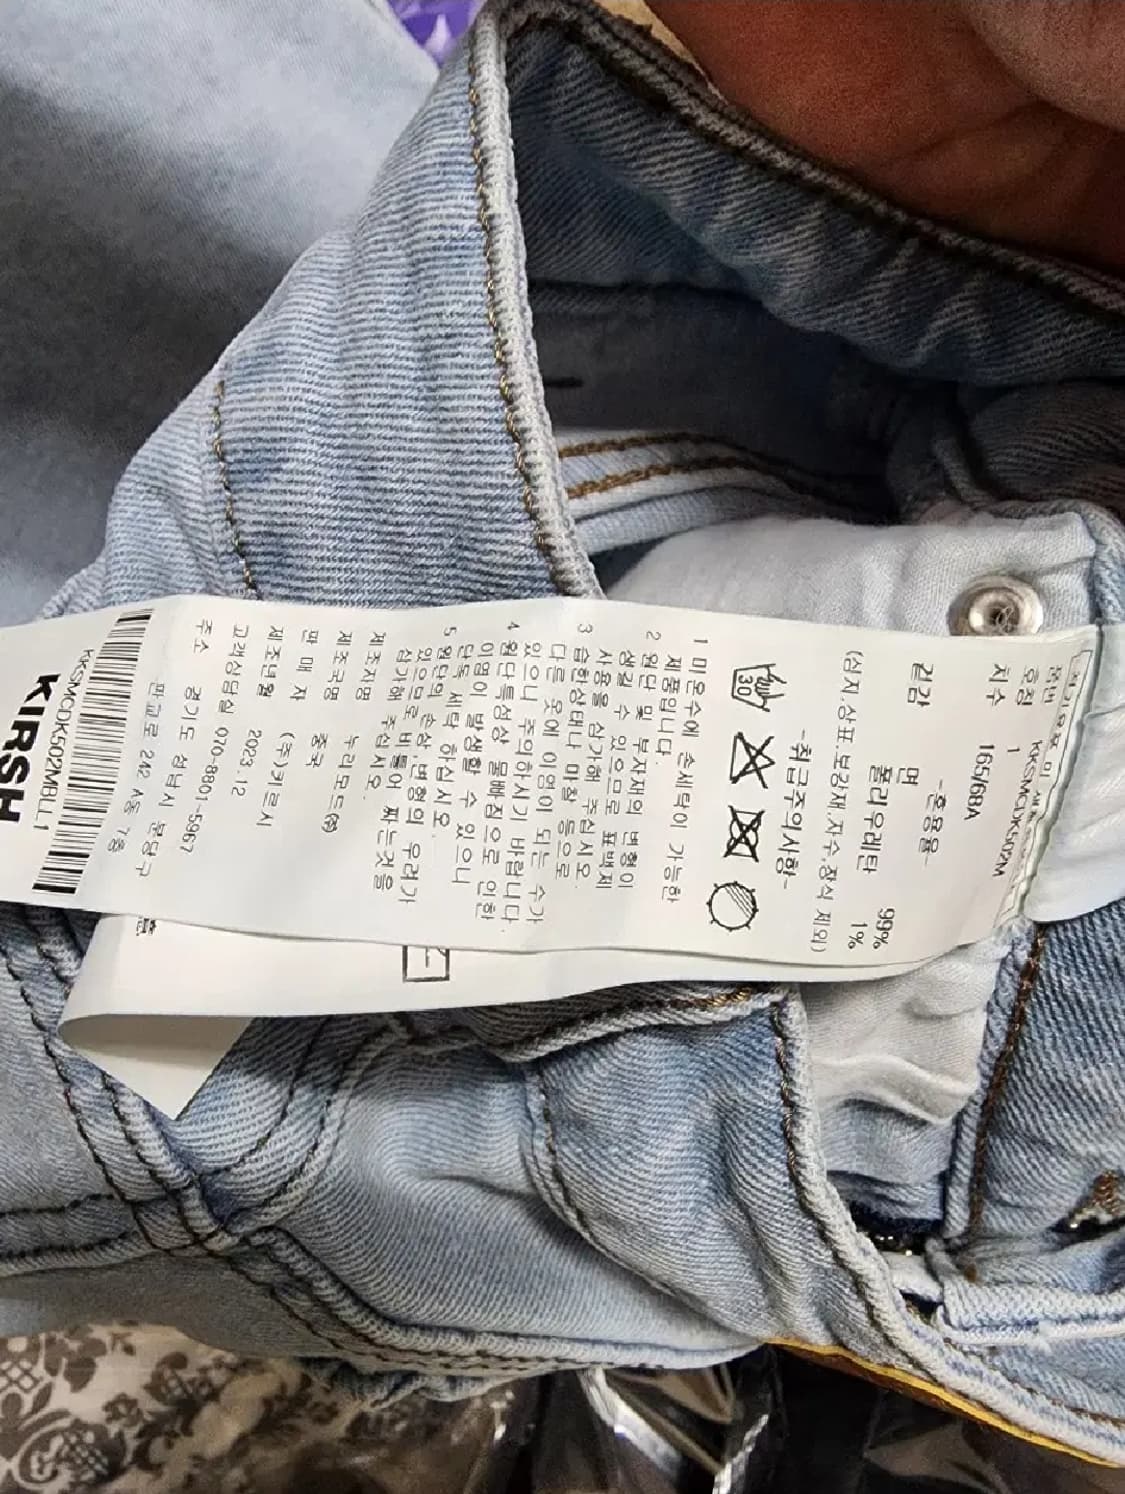 품번 KKSMCDK502M
호칭 1
치수 165/68A
-혼용율-
겉감 면 99%
폴리우레탄 1%
(심지,상표,보강재,자수,장식 제외)
-취급주의사항-
30
1 미온수에 손세탁이 가능한
제품입니다.
2 원단 및 부자재의 변형이
생길 수 있으므로 표백제
사용을 삼가해 주십시오.
3 습한상태나 마찰 등으로
다른 옷에 이염이 되는 수가
있으니 주의하시기 바랍니다.
4 원단 특성상 물빠짐으로 인한
이염이 발생할 수 있으니
단독 세탁 하십시오.
5 원단의 손상,변형의 우려가
있으므로 비틀어 짜는것을
삼가해 주십시오.
제조자명 누리모드㈜
제조국명 중국
판 매 자 (주)키르시
제조년월 2023.12
고객상담실 070-8801-5967
주소 경기도 성남시 분당구
판교로 242 A동 7층
KKSMCDK502MBLL1
KIRSH